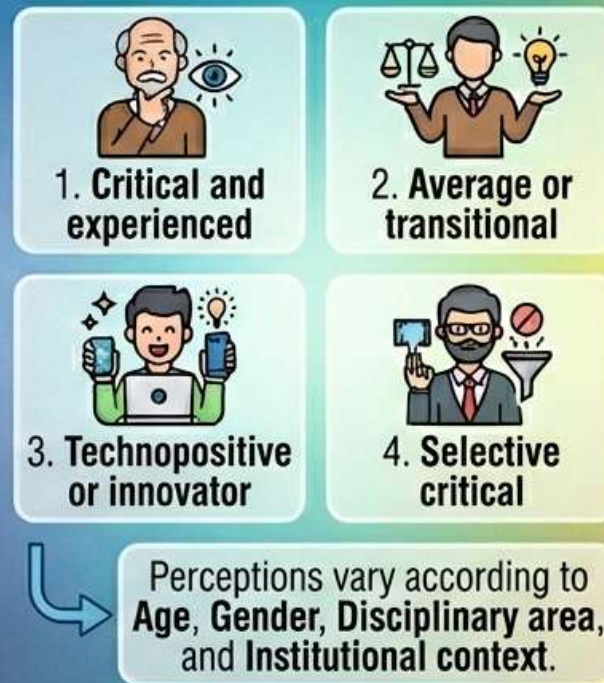 1. Critical and
experienced
2. Average or
transitional
3. Technopositive
or innovator
4. Selective
critical
Perceptions vary according to
Age, Gender, Disciplinary area,
and Institutional context.